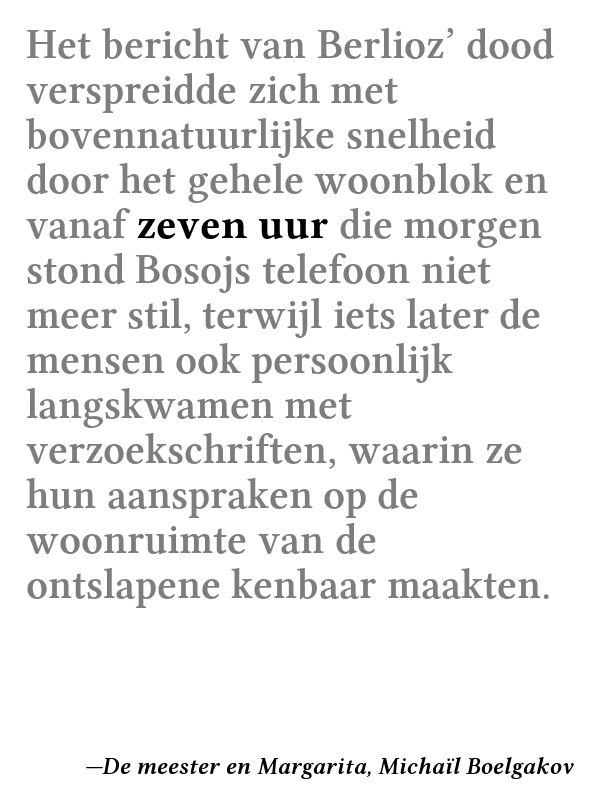 Het bericht van Berlioz’ dood
verspreidde zich met
bovennatuurlijke snelheid
door het gehele woonblok en
vanaf zeven uur die morgen
stond Bosojs telefoon niet
meer stil, terwijl iets later de
mensen ook persoonlijk
langskwamen met
verzoekschriften, waarin ze
hun aanspraken op de
woonruimte van de
ontslapene kenbaar maakten.
—De meester en Margarita, Michaïl Boelgakov